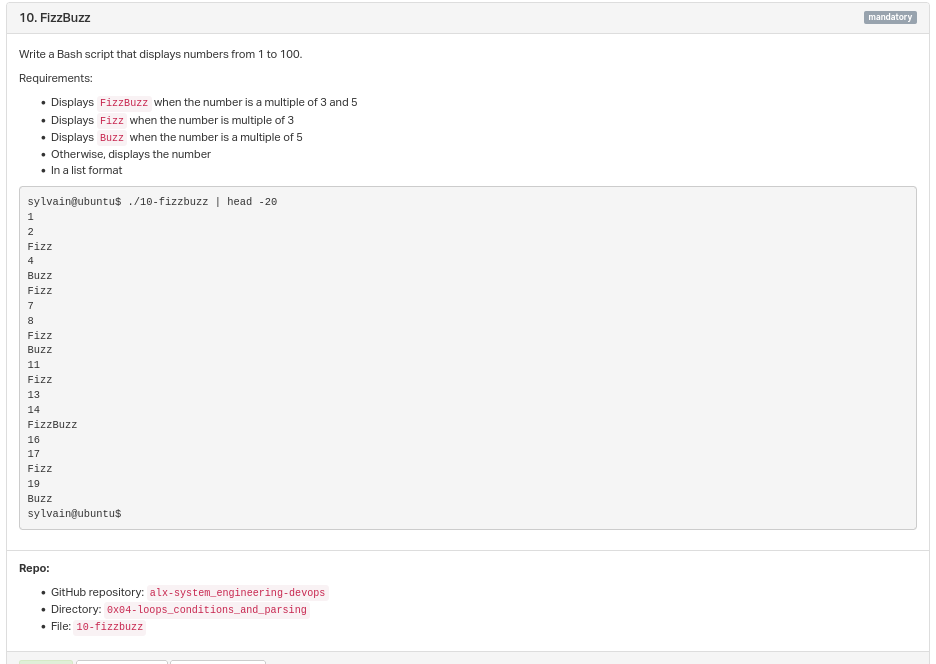 10. FizzBuzz
mandatory
Write a Bash script that displays numbers from 1 to 100.
Requirements:
• Displays FizzBuzz when the number is a multiple of 3 and 5
• Displays Fizz when the number is multiple of 3
• Displays Buzz when the number is a multiple of 5
• Otherwise, displays the number
• In a list format
sylvain@ubuntu$ ./10-fizzbuzz | head -20
1
2
Fizz
4
Buzz
Fizz
7
8
Fizz
Buzz
11
Fizz
13
14
FizzBuzz
16
17
Fizz
19
Buzz
sylvain@ubuntu$
Repo:
• GitHub repository: alx-system_engineering-devops
• Directory: 0x04-loops_conditions_and_parsing
• File: 10-fizzbuzz